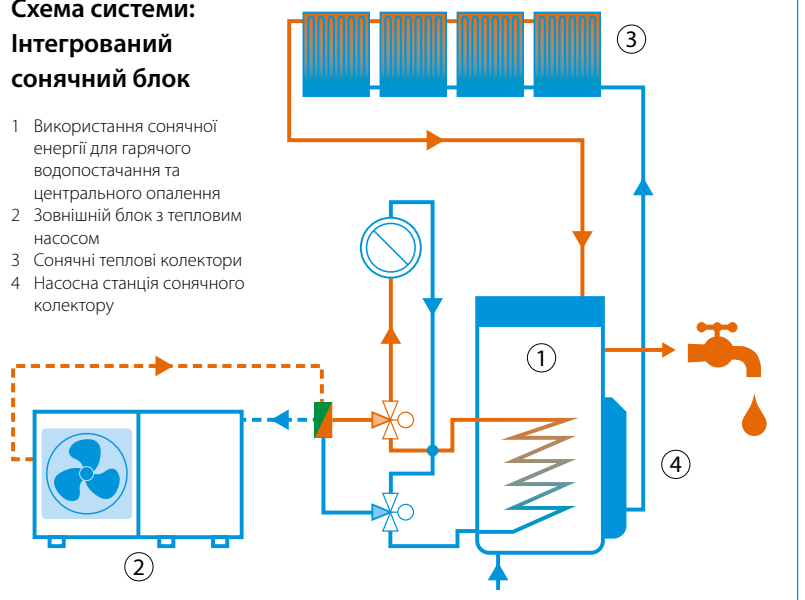 Схема системи:
Інтегрований
сонячний блок
1 Використання сонячної
енергії для гарячого
водопостачання та
центрального опалення
2 Зовнішній блок з тепловим
насосом
3 Сонячні теплові колектори
4 Насосна станція сонячного
колектору
3
1
4
2